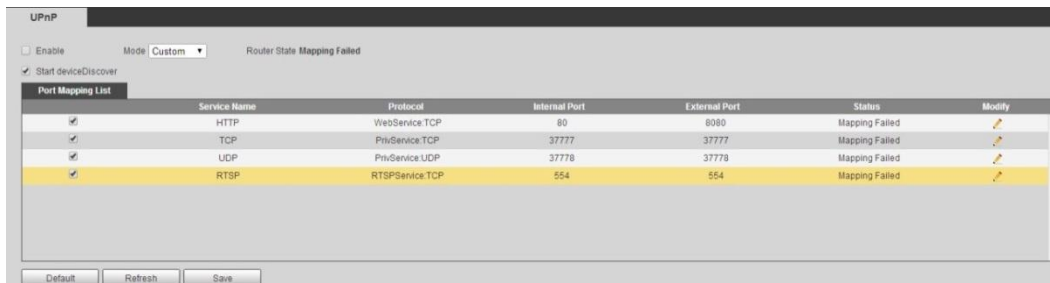 UPnP
Enable Mode Custom Router State Mapping Failed
Start deviceDiscover
Port Mapping List
Service Name Protocol Internal Port External Port Status Modify
HTTP WebService:TCP 80 8080 Mapping Failed
TCP PrivService:TCP 37777 37777 Mapping Failed
UDP PrivService:UDP 37778 37778 Mapping Failed
RTSP RTSPService:TCP 554 554 Mapping Failed
Default Refresh Save